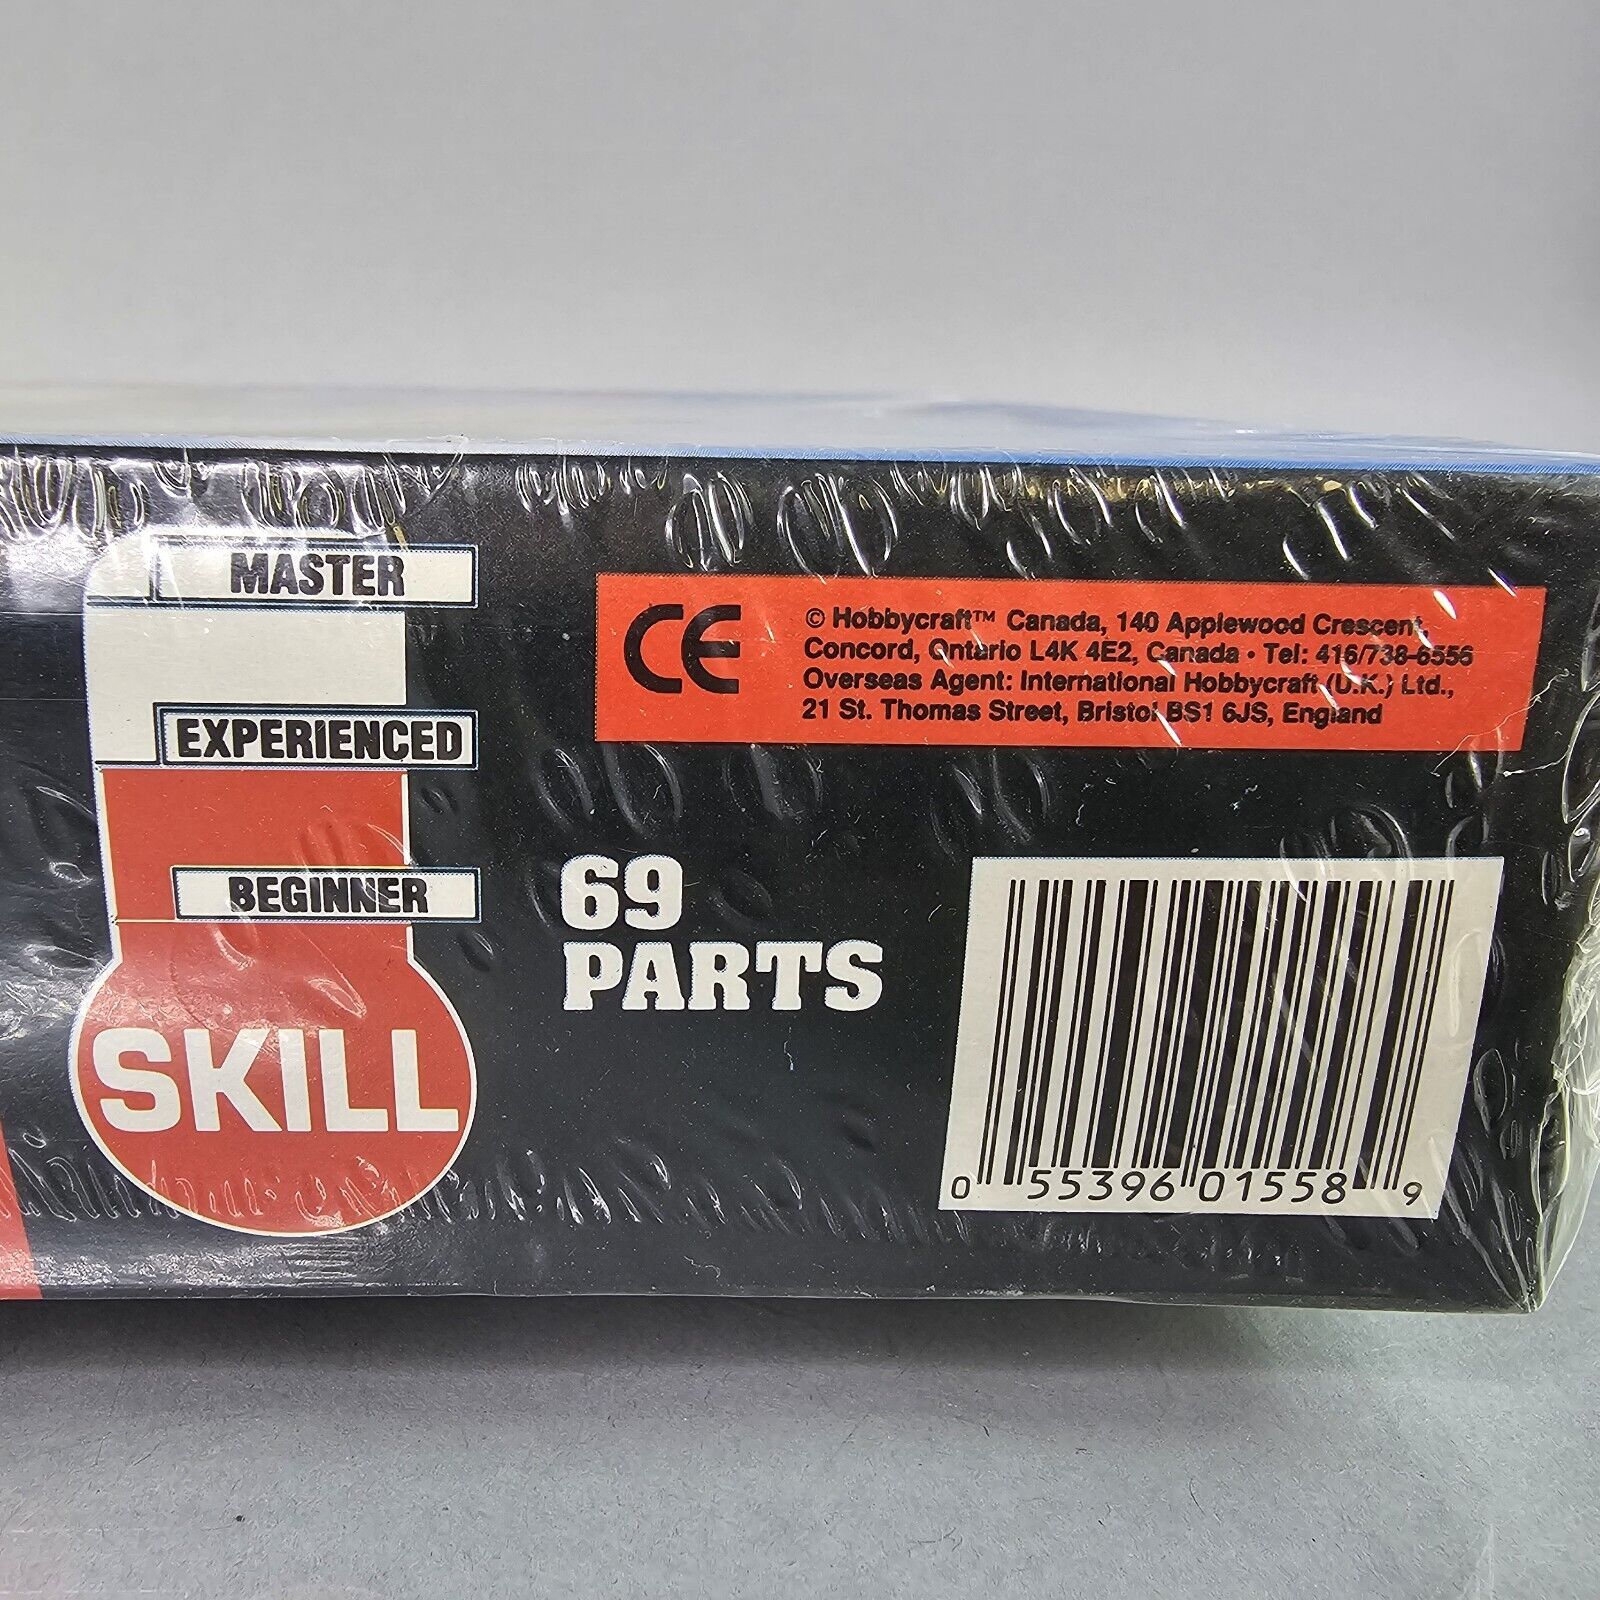 MASTER
EXPERIENCED
BEGINNER
SKILL
69
PARTS
CE
© Hobbycraft™ Canada, 140 Applewood Crescent,
Concord, Ontario L4K 4E2, Canada • Tel: 416/738-6556
Overseas Agent: International Hobbycraft (U.K.) Ltd.,
21 St. Thomas Street, Bristol BS1 6JS, England
0 55396 01558 9